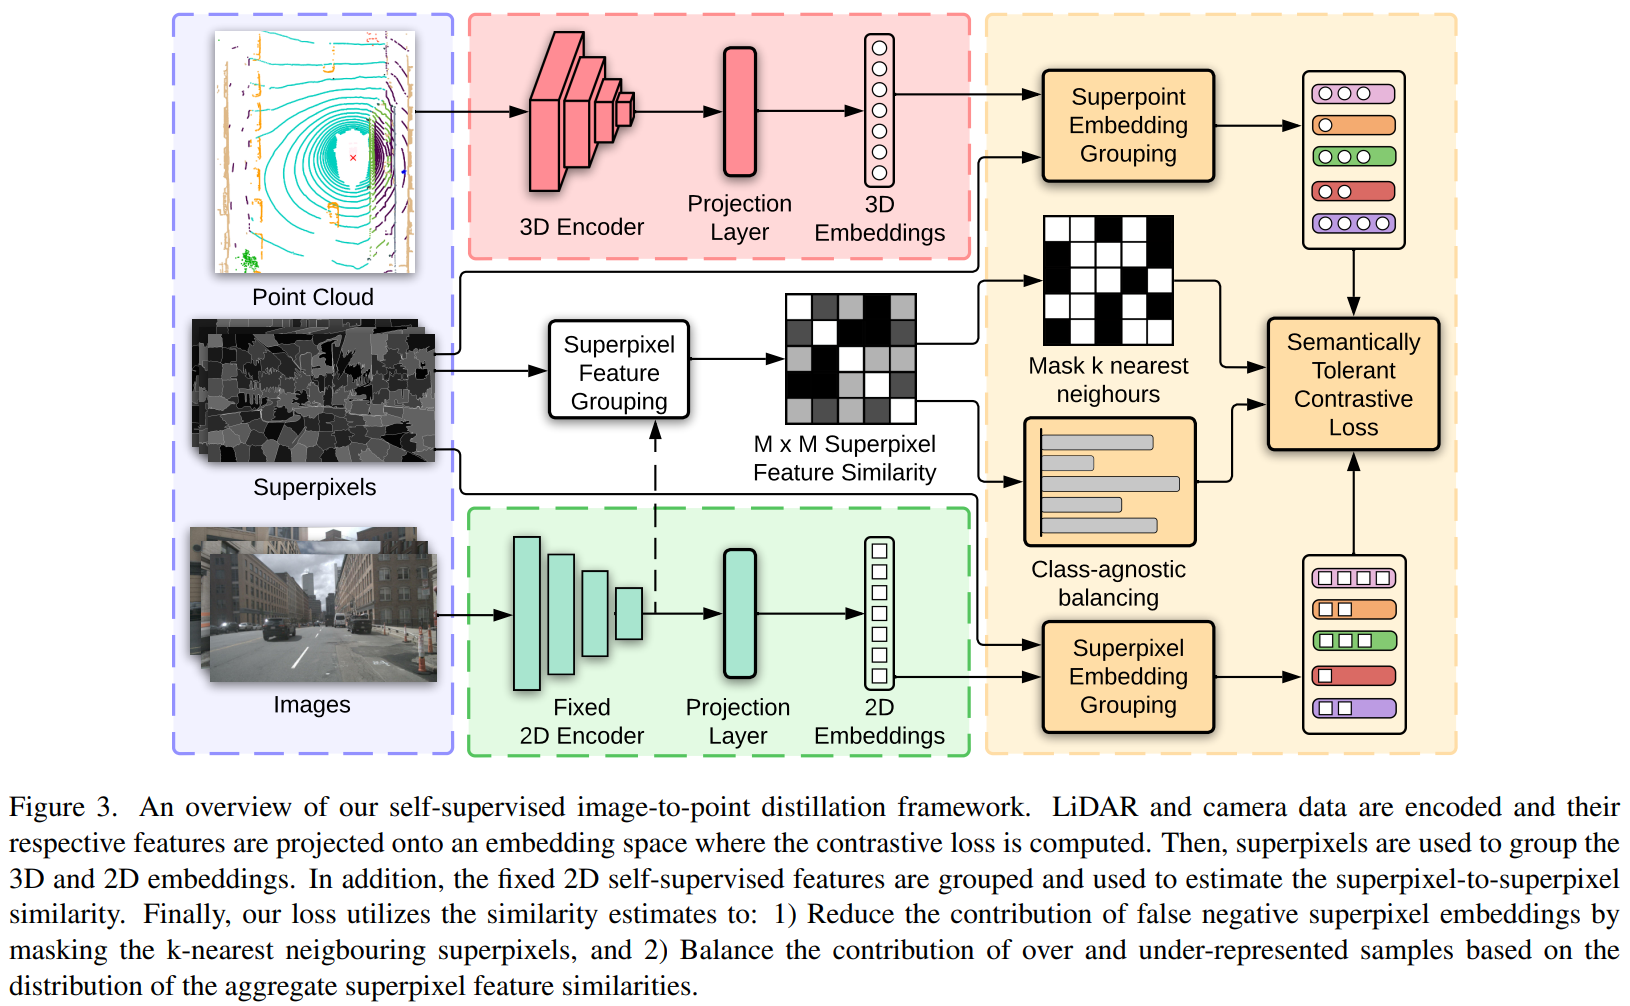 Point Cloud
Superpixels
Images
3D Encoder
Projection
Layer
3D
Embeddings
Superpixel
Feature
Grouping
M x M Superpixel
Feature Similarity
Fixed
2D Encoder
Projection
Layer
2D
Embeddings
Superpoint
Embedding
Grouping
Mask k nearest
neighours
Class-agnostic
balancing
Superpixel
Embedding
Grouping
Semantically
Tolerant
Contrastive
Loss
Figure 3. An overview of our self-supervised image-to-point distillation framework. LiDAR and camera data are encoded and their
respective features are projected onto an embedding space where the contrastive loss is computed. Then, superpixels are used to group the
3D and 2D embeddings. In addition, the fixed 2D self-supervised features are grouped and used to estimate the superpixel-to-superpixel
similarity. Finally, our loss utilizes the similarity estimates to: 1) Reduce the contribution of false negative superpixel embeddings by
masking the k-nearest neigbouring superpixels, and 2) Balance the contribution of over and under-represented samples based on the
distribution of the aggregate superpixel feature similarities.